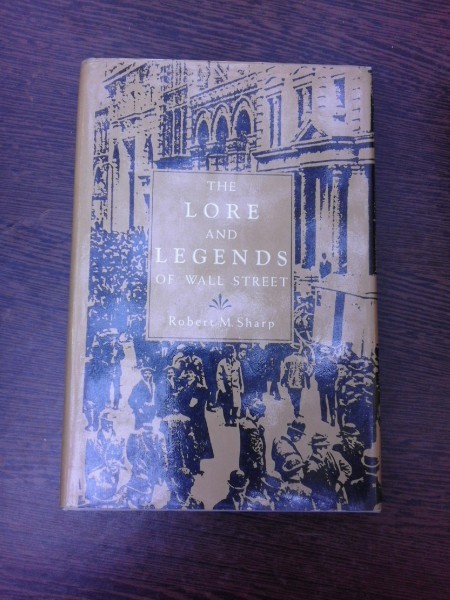 THE
LORE
AND
LEGENDS
OF WALL STREET
Robert M. Sharp